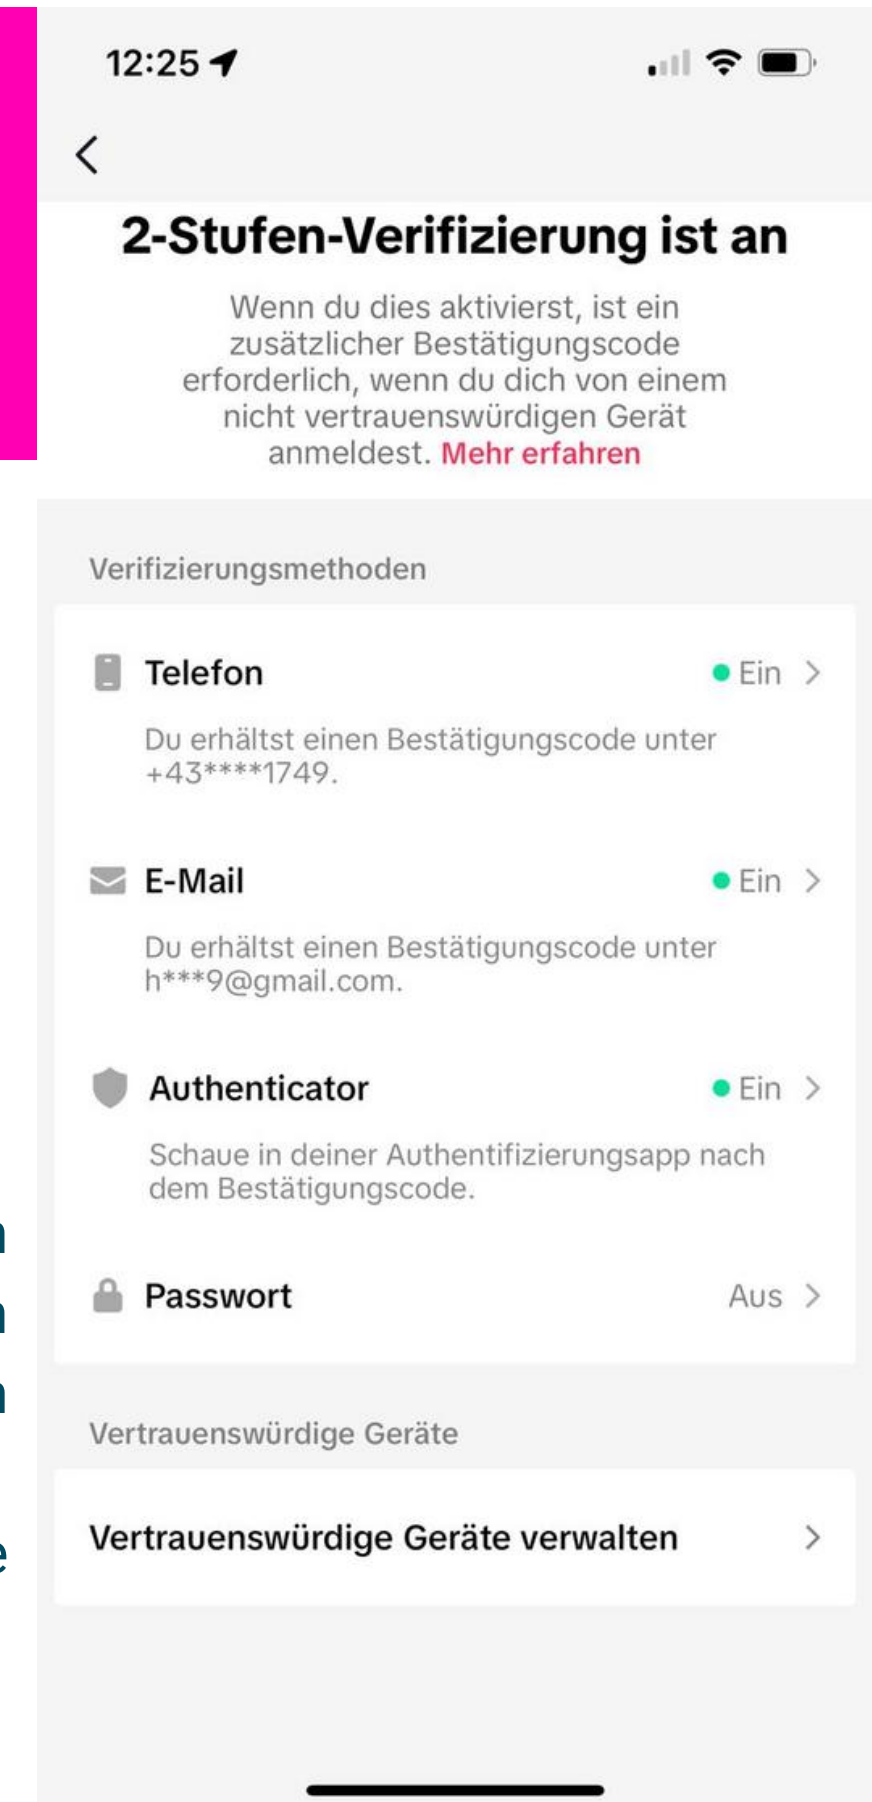 12:25
2-Stufen-Verifizierung ist an
Wenn du dies aktivierst, ist ein
zusätzlicher Bestätigungscode
erforderlich, wenn du dich von einem
nicht vertrauenswürdigen Gerät
anmeldest. Mehr erfahren
Verifizierungsmethoden
Telefon Ein
Du erhältst einen Bestätigungscode unter
+43****1749.
E-Mail Ein
Du erhältst einen Bestätigungscode unter
h***9@gmail.com.
Authenticator Ein
Schaue in deiner Authentifizierungsapp nach
dem Bestätigungscode.
Passwort Aus
Vertrauenswürdige Geräte
Vertrauenswürdige Geräte verwalten